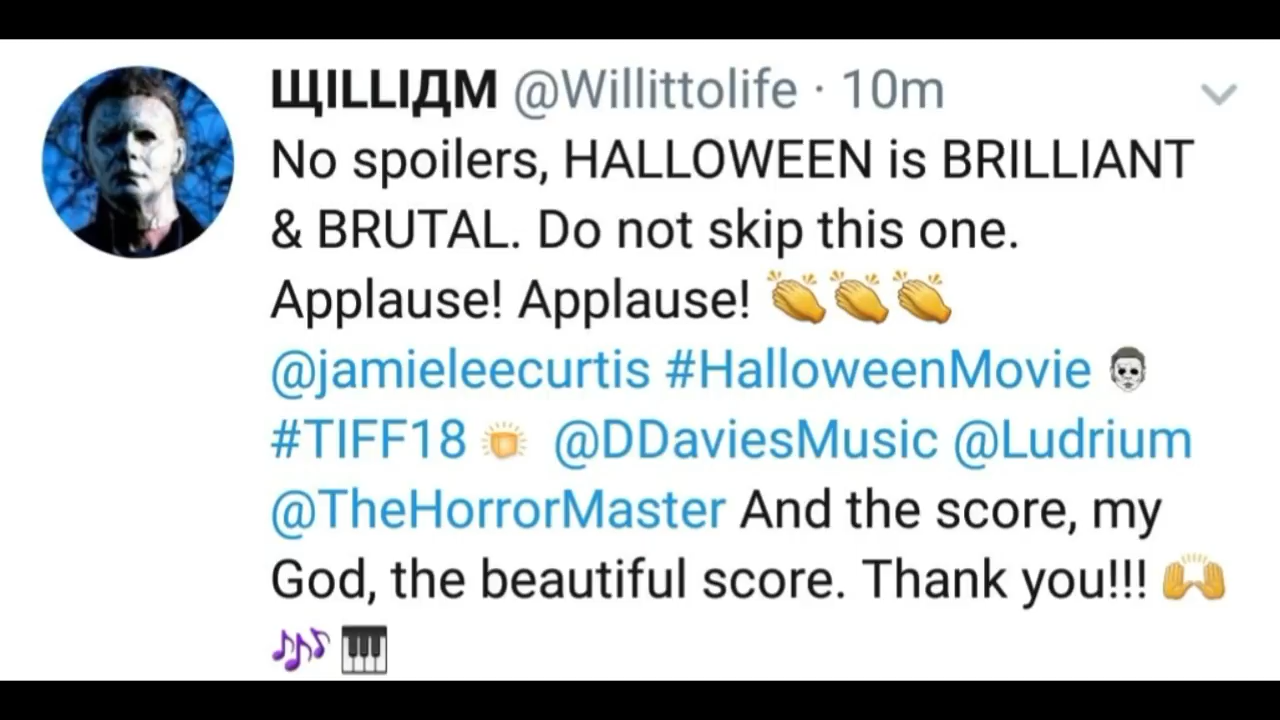 ЩILLIДM @Willittolife · 10m
No spoilers, HALLOWEEN is BRILLIANT
& BRUTAL. Do not skip this one.
Applause! Applause! 👏👏👏
@jamieleecurtis #HalloweenMovie
#TIFF18 @DDaviesMusic @Ludrium
@TheHorrorMaster And the score, my
God, the beautiful score. Thank you!!! 🙌
🎶 🎹